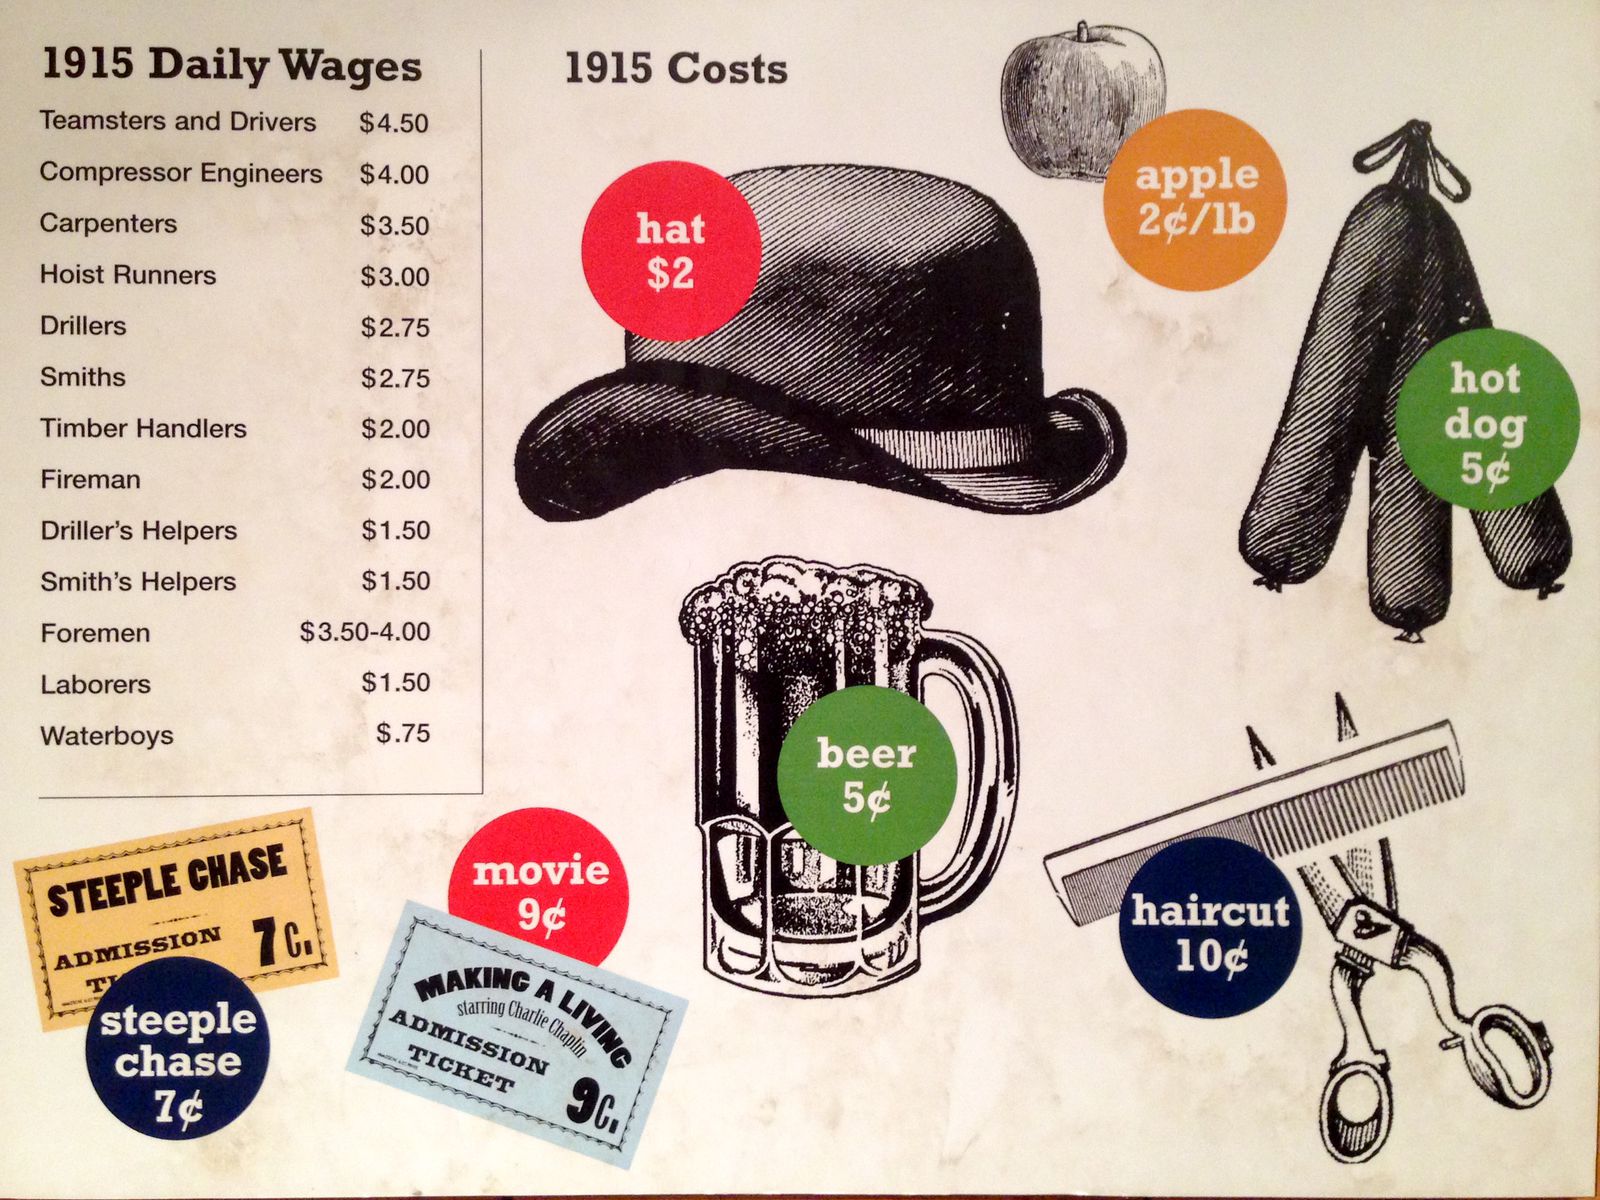 1915 Daily Wages
Teamsters and Drivers $4.50
Compressor Engineers $4.00
Carpenters $3.50
Hoist Runners $3.00
Drillers $2.75
Smiths $2.75
Timber Handlers $2.00
Fireman $2.00
Driller's Helpers $1.50
Smith's Helpers $1.50
Foremen $3.50-4.00
Laborers $1.50
Waterboys $.75
1915 Costs
apple
2¢/lb
hat
$2
hot
dog
5¢
beer
5¢
haircut
10¢
movie
9¢
MAKING A LIVING
starring Charlie Chaplin
ADMISSION
TICKET
9C.
STEEPLE CHASE
ADMISSION
7C.
steeple
chase
7¢